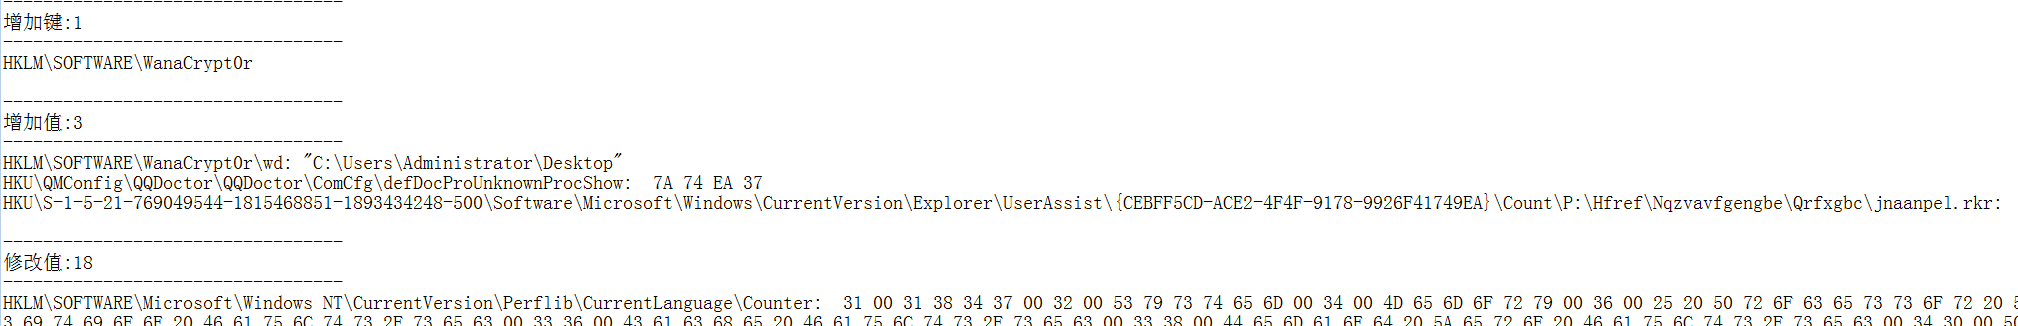 ----------------------------------
增加键:1
----------------------------------
HKLM\SOFTWARE\WanaCrypt0r
----------------------------------
增加值:3
----------------------------------
HKLM\SOFTWARE\WanaCrypt0r\wd: "C:\Users\Administrator\Desktop"
HKU\QMConfig\QQDoctor\QQDoctor\ComCfg\defDocProUnknownProcShow:  7A 74 EA 37
HKU\S-1-5-21-769049544-1815468851-1893434248-500\Software\Microsoft\Windows\CurrentVersion\Explorer\UserAssist\{CEBFF5CD-ACE2-4F4F-9178-9926F41749EA}\Count\P:\Hfref\Nqzvavfgengbe\Qrfxgbc\jnaanpel.rkr:
----------------------------------
修改值:18
----------------------------------
HKLM\SOFTWARE\Microsoft\Windows NT\CurrentVersion\Perflib\CurrentLanguage\Counter:  31 00 31 38 34 37 00 32 00 53 79 73 74 65 6D 00 34 00 4D 65 6D 6F 72 79 00 36 00 25 20 50 72 6F 63 65 73 73 6F 72 20